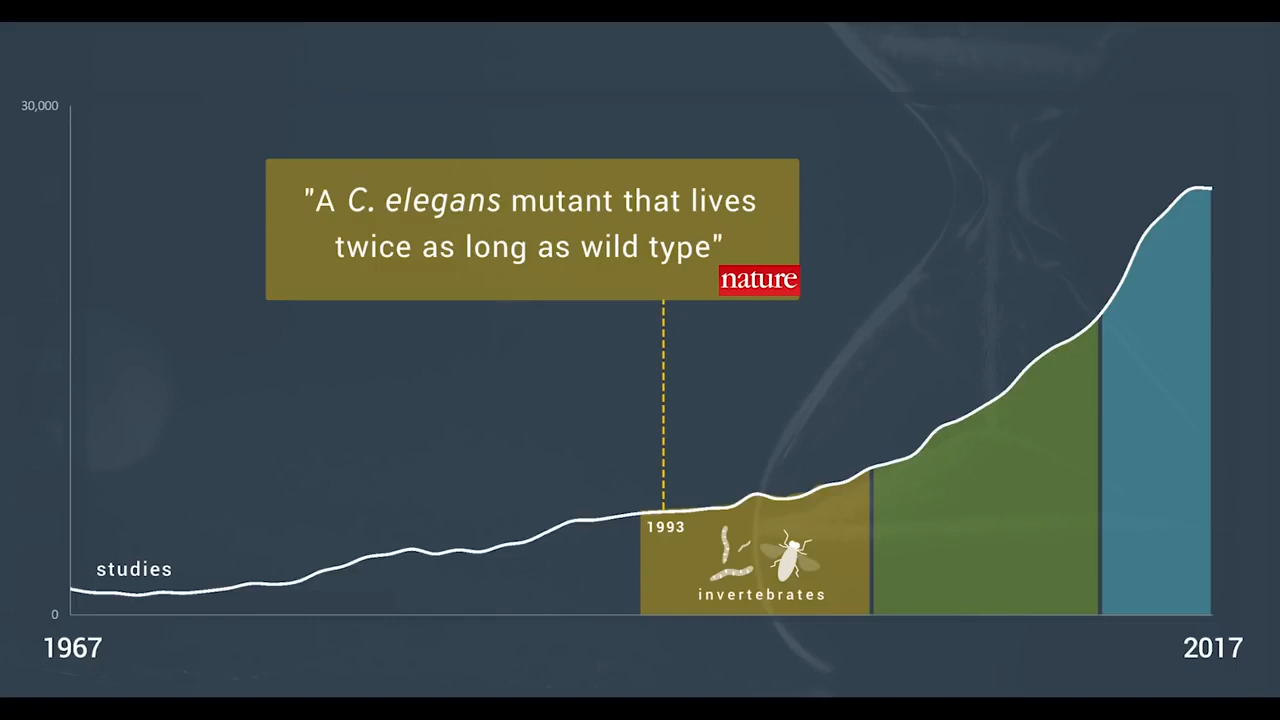 30,000
"A C. elegans mutant that lives
twice as long as wild type"
nature
1993
studies
invertebrates
0
1967
2017